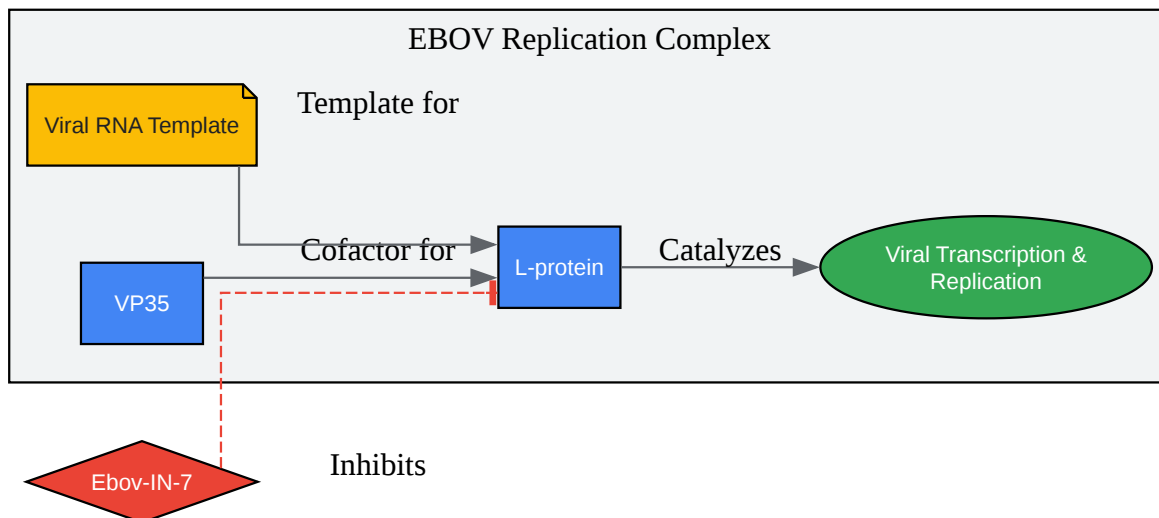 EBOV Replication Complex
Template for
Viral RNA Template
Cofactor for
Catalyzes
Viral Transcription &
Replication
L-protein
VP35
Inhibits
Ebov-IN-7